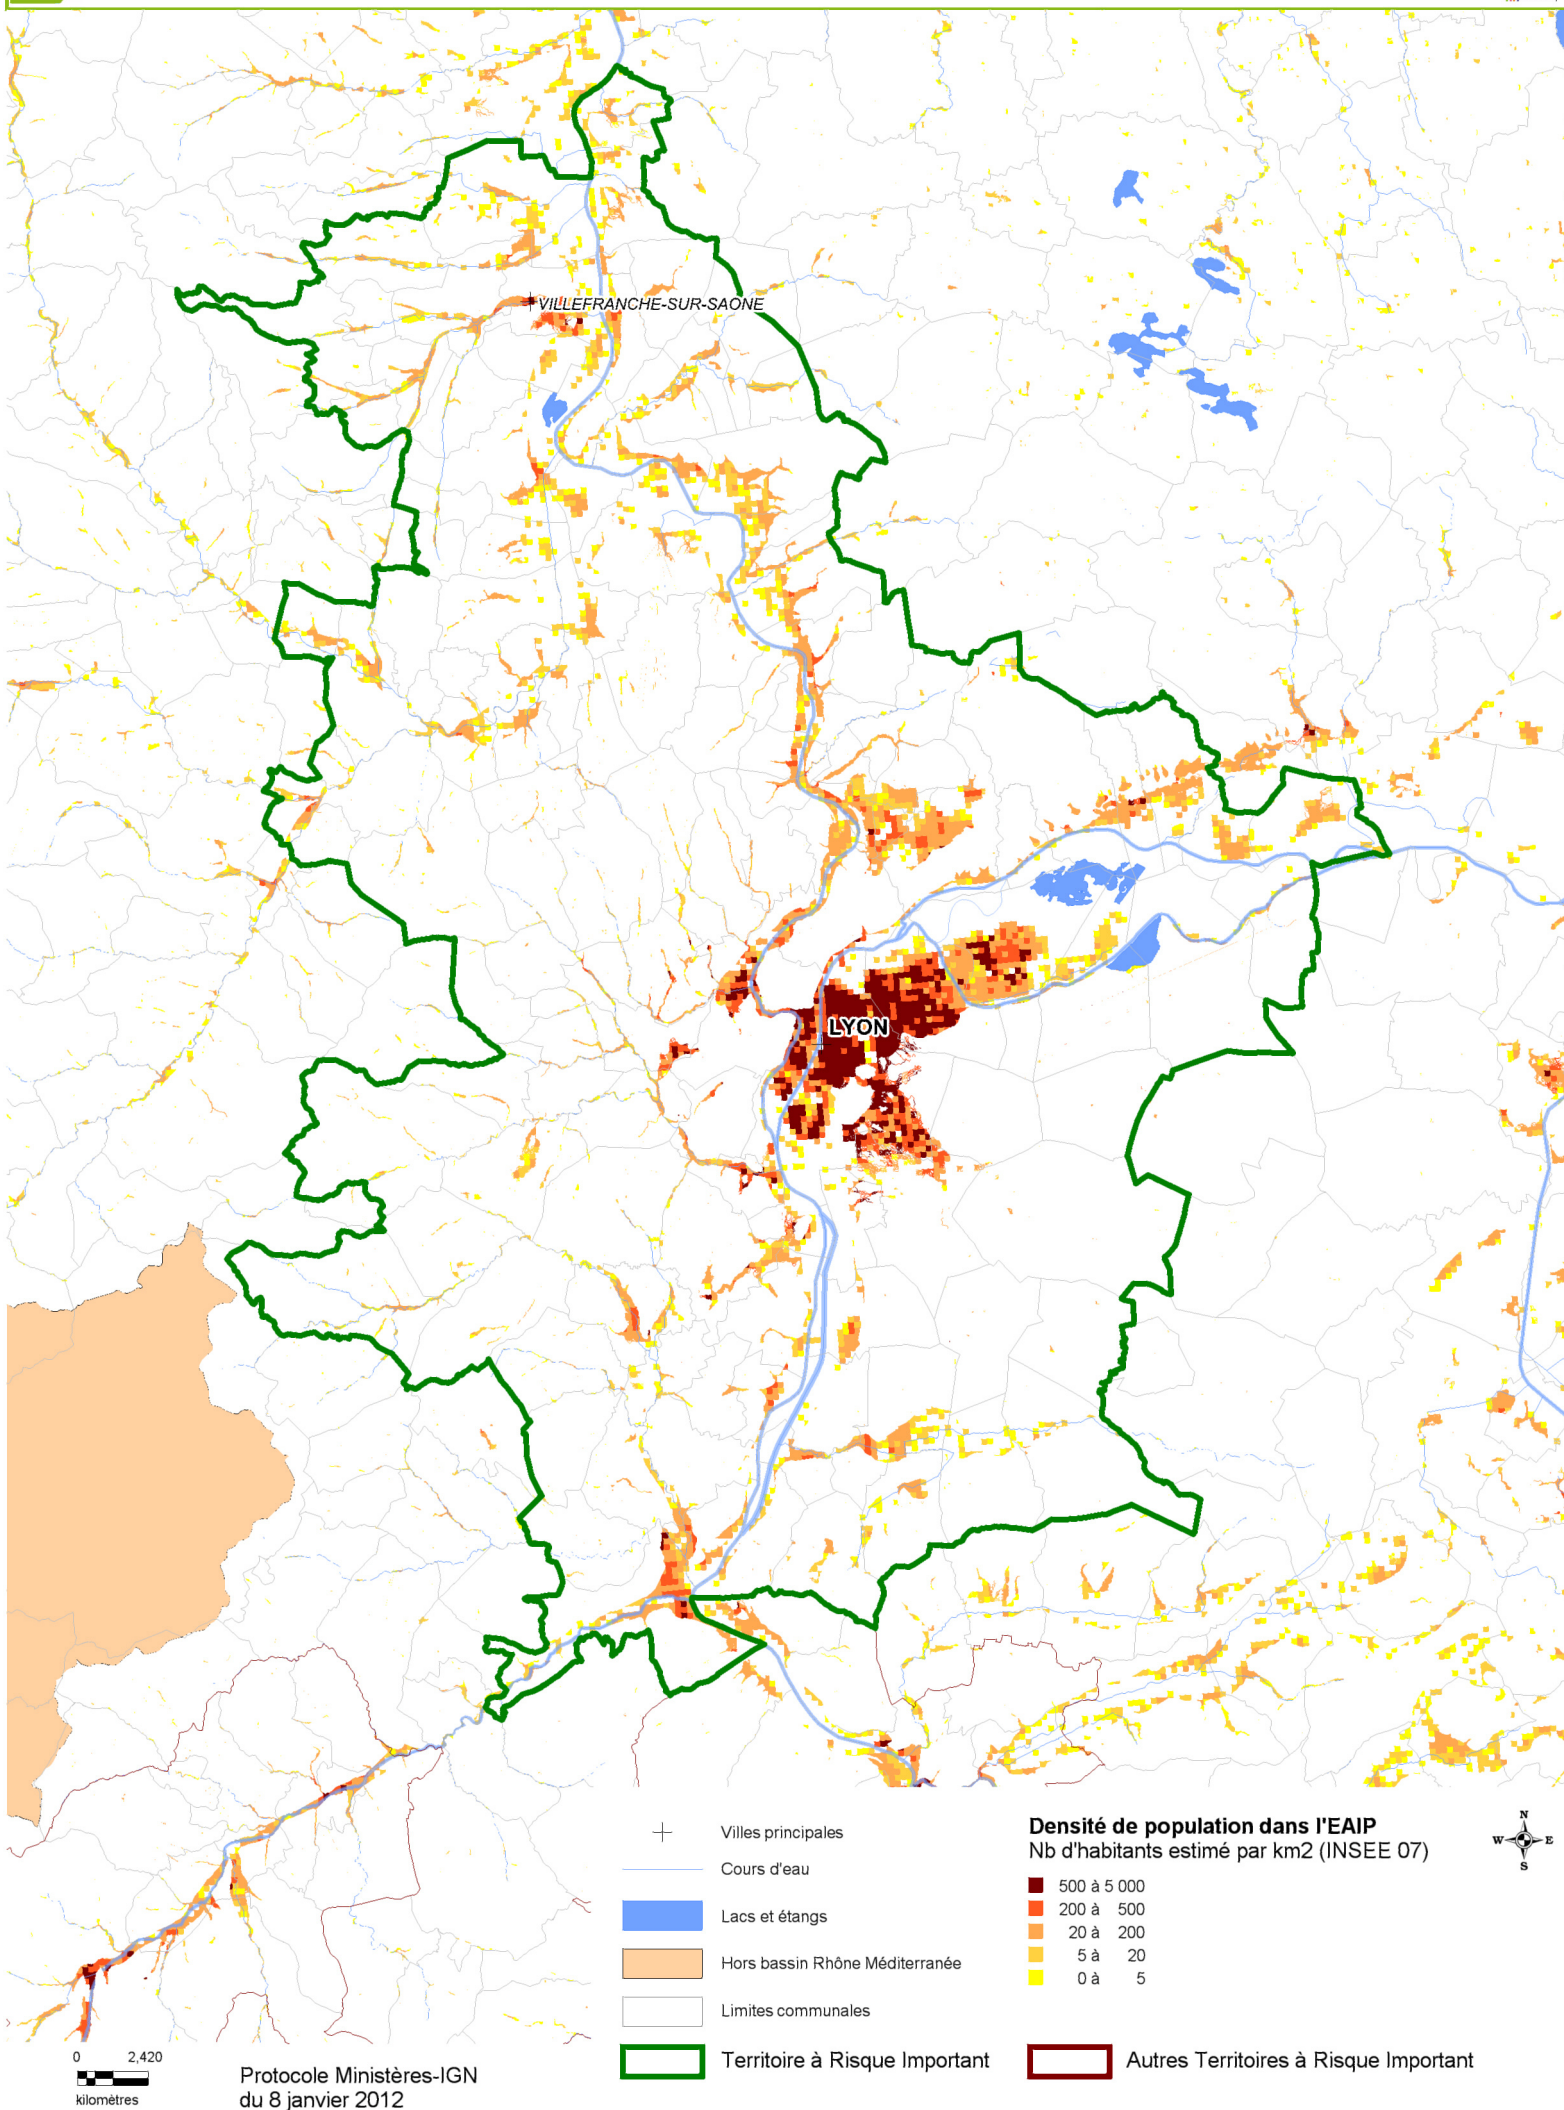 VILLEFRANCHE-SUR-SAONE
LYON
Villes principales
Cours d'eau
Lacs et étangs
Hors bassin Rhône Méditerranée
Limites communales
Territoire à Risque Important
Densité de population dans l'EAIP
Nb d'habitants estimé par km2 (INSEE 07)
500 à 5 000
200 à 500
20 à 200
5 à 20
0 à 5
Autres Territoires à Risque Important
N
W E
S
0 2,420
kilomètres
Protocole Ministères-IGN
du 8 janvier 2012